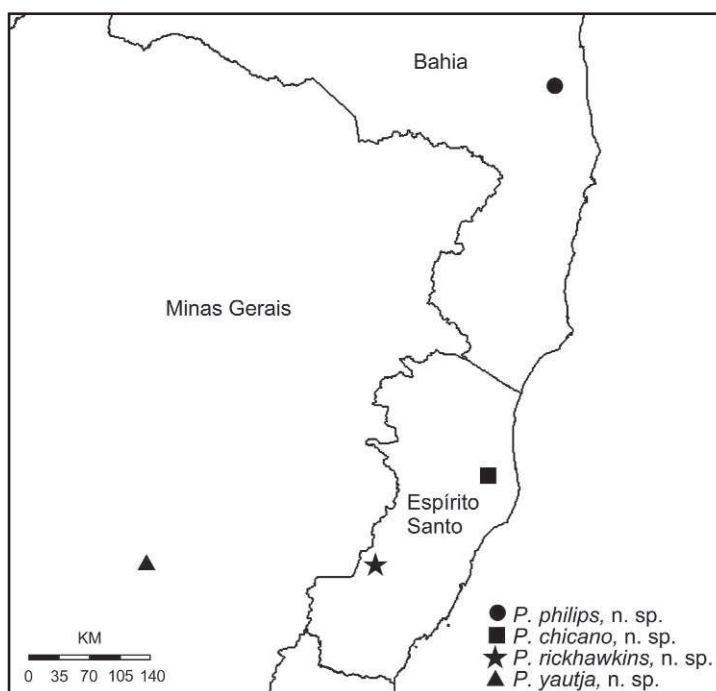 Bahia
Minas Gerais
Espírito
Santo
KM
0 35 70 105 140
P. philips, n. sp.
P. chicano, n. sp.
P. rickhawkins, n. sp.
P. yautja, n. sp.